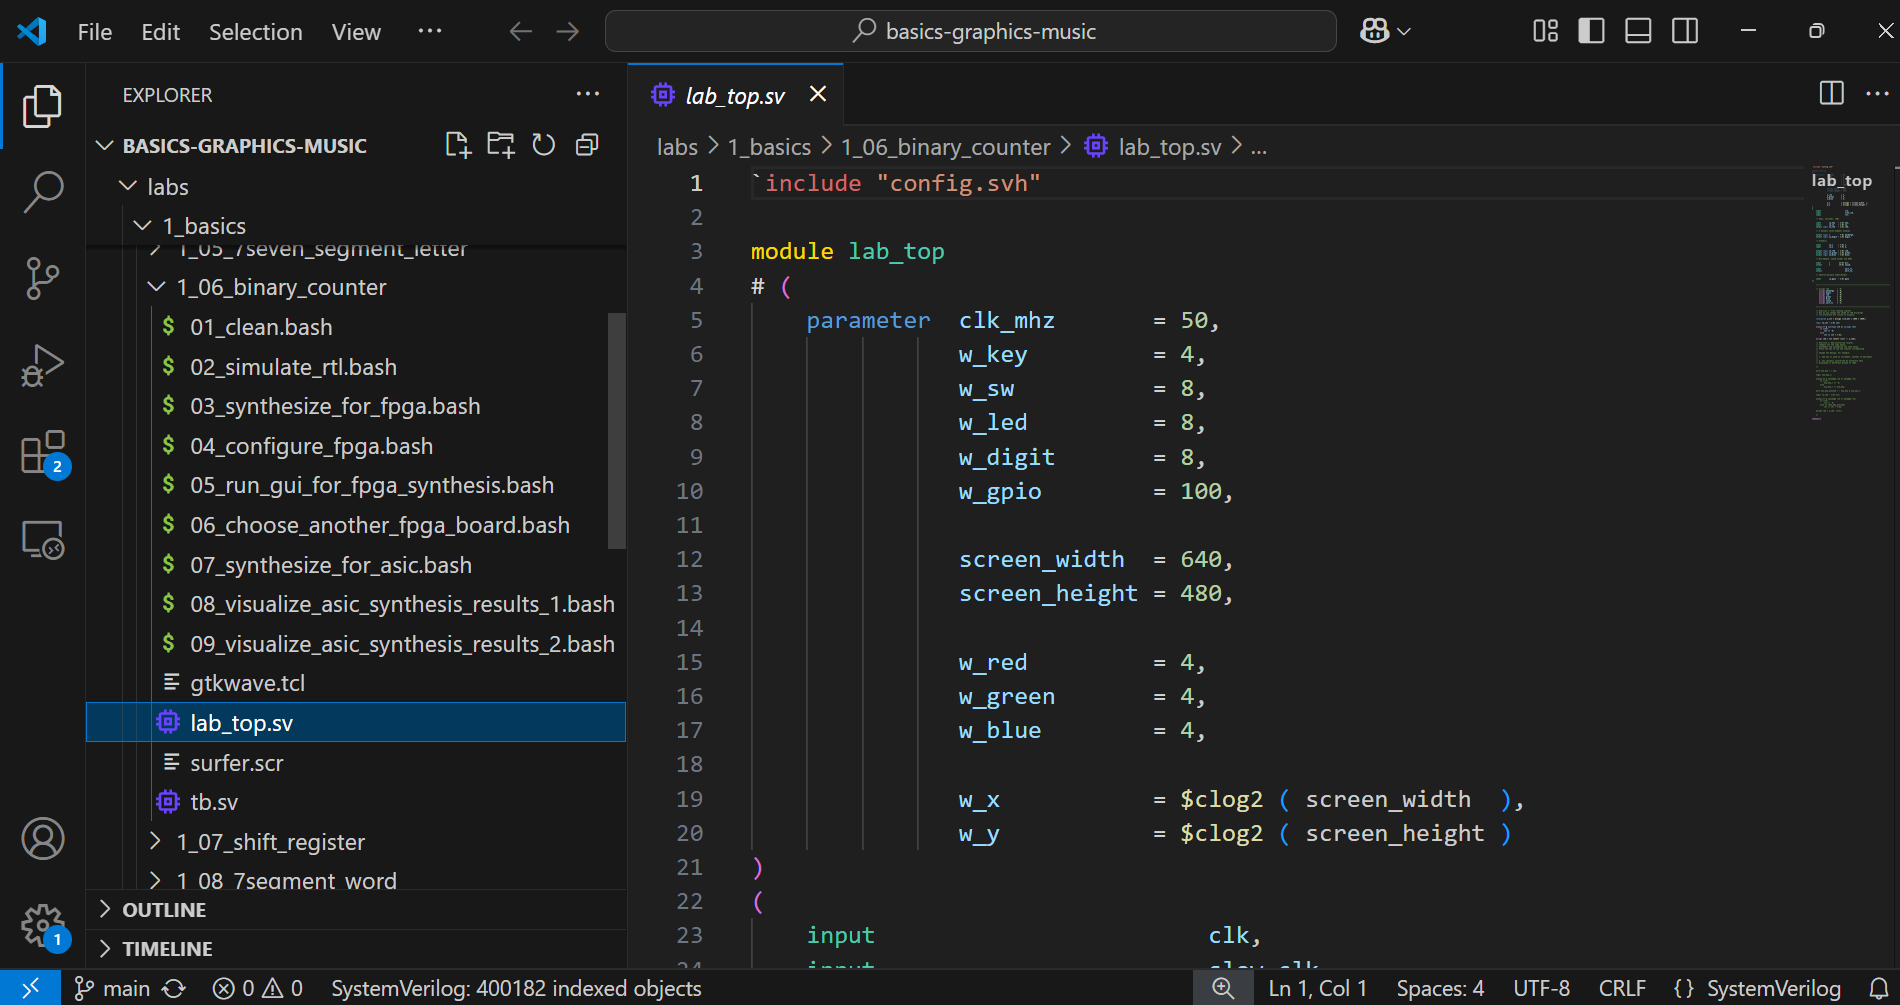 File Edit Selection View ··· basics-graphics-music
EXPLORER ···
BASICS-GRAPHICS-MUSIC
labs
1_basics
1_05_7seven_segment_letter
1_06_binary_counter
$ 01_clean.bash
$ 02_simulate_rtl.bash
$ 03_synthesize_for_fpga.bash
$ 04_configure_fpga.bash
$ 05_run_gui_for_fpga_synthesis.bash
$ 06_choose_another_fpga_board.bash
$ 07_synthesize_for_asic.bash
$ 08_visualize_asic_synthesis_results_1.bash
$ 09_visualize_asic_synthesis_results_2.bash
gtkwave.tcl
lab_top.sv
surfer.scr
tb.sv
1_07_shift_register
1_08_7segment_word
OUTLINE
TIMELINE
2
1
lab_top.sv
labs > 1_basics > 1_06_binary_counter > lab_top.sv > ...
1 `include "config.svh"
2
3 module lab_top
4 # (
5 parameter clk_mhz = 50,
6 w_key = 4,
7 w_sw = 8,
8 w_led = 8,
9 w_digit = 8,
10 w_gpio = 100,
11
12 screen_width = 640,
13 screen_height = 480,
14
15 w_red = 4,
16 w_green = 4,
17 w_blue = 4,
18
19 w_x = $clog2 ( screen_width ),
20 w_y = $clog2 ( screen_height )
21 )
22 (
23 input clk,
24 input slow_clk
lab_top
main 0 0 SystemVerilog: 400182 indexed objects Ln 1, Col 1 Spaces: 4 UTF-8 CRLF {} SystemVerilog